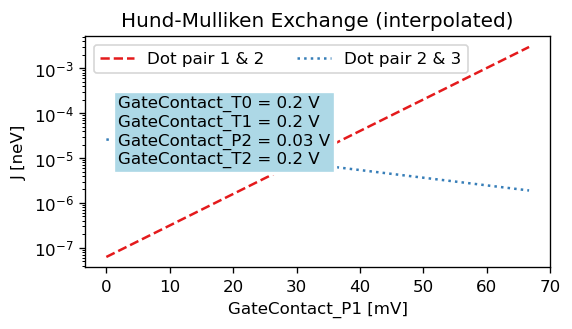 Hund-Mulliken Exchange (interpolated)
Dot pair 1 & 2
Dot pair 2 & 3
GateContact_T0 = 0.2 V
GateContact_T1 = 0.2 V
GateContact_P2 = 0.03 V
GateContact_T2 = 0.2 V
J [neV]
10⁻³
10⁻⁴
10⁻⁵
10⁻⁶
10⁻⁷
0 10 20 30 40 50 60 70
GateContact_P1 [mV]